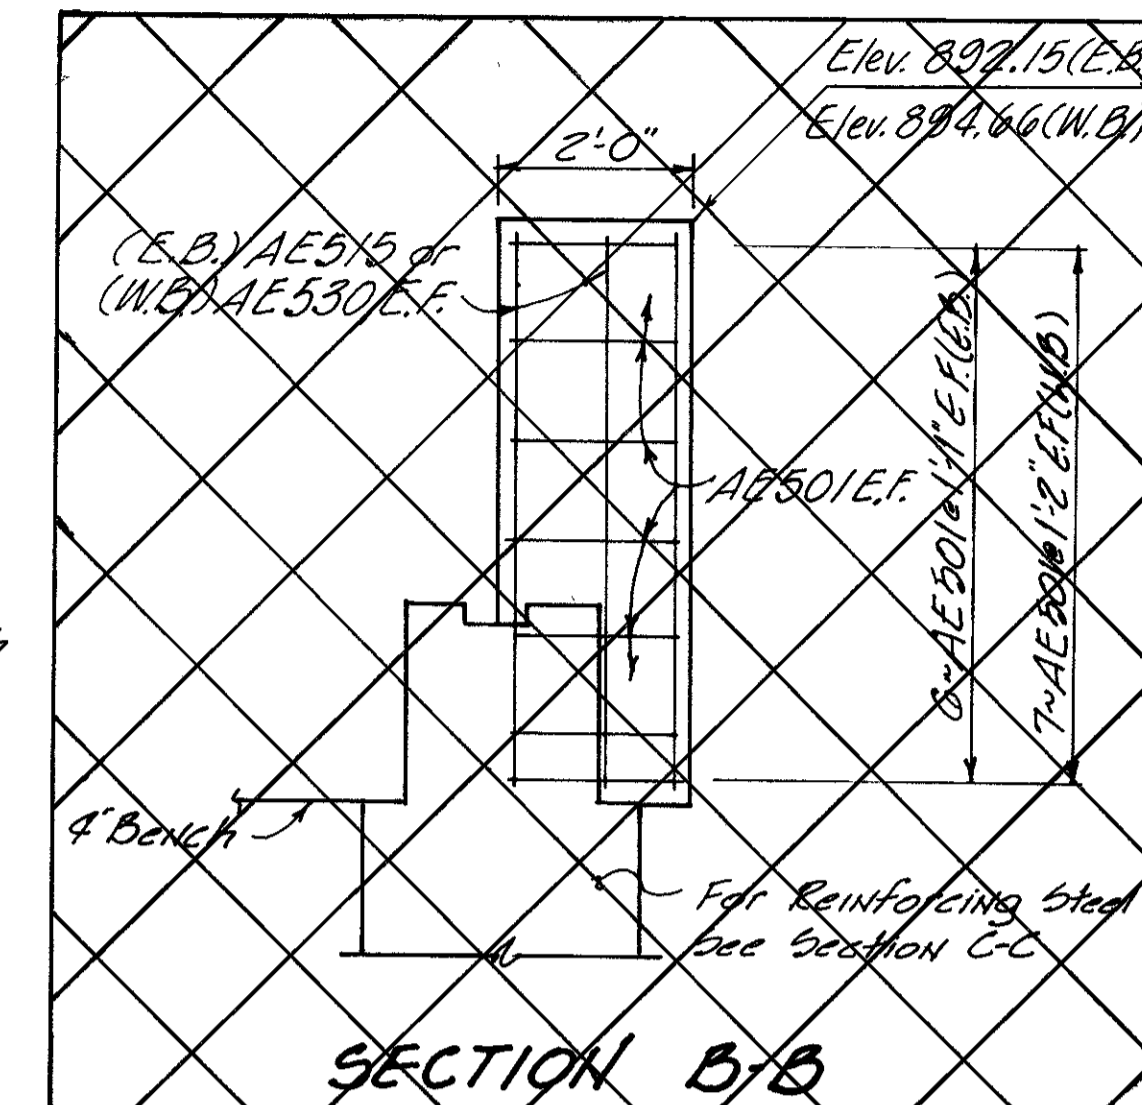 Elev. 892.15(E.B.
Elev. 894.66(W.B.)
2'-0"
(E.B.) AE515 or
(W.B.) AE530 E.F.
AE501 E.F.
6~AE501@1'-1" E.F.(E.B.)
7~AE501@1'-2" E.F.(W.B)
4" Bench
For Reinforcing Steel
See Section C-C
SECTION B-B